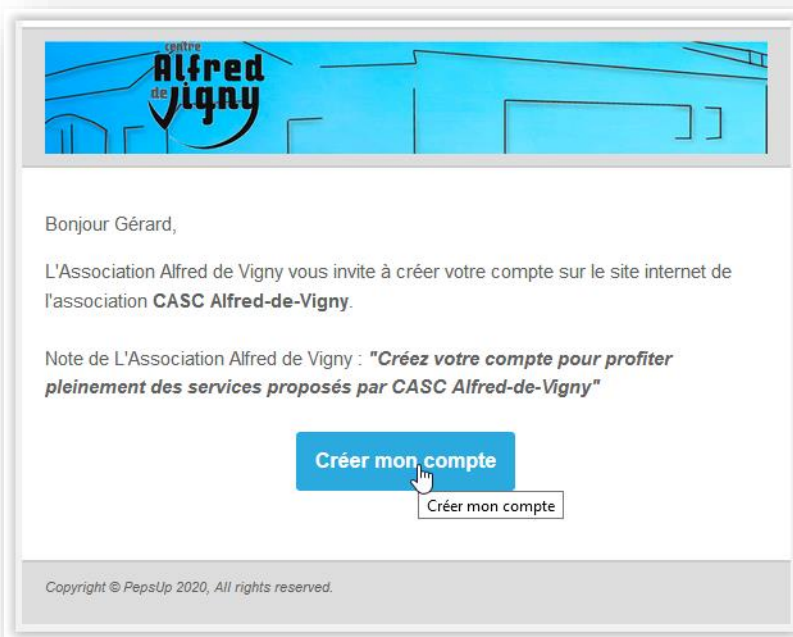 centre
Alfred
de Vigny
Bonjour Gérard,
L'Association Alfred de Vigny vous invite à créer votre compte sur le site internet de
l'association CASC Alfred-de-Vigny.
Note de L'Association Alfred de Vigny : "Créez votre compte pour profiter
pleinement des services proposés par CASC Alfred-de-Vigny"
Créer mon compte
Créer mon compte
Copyright © PepsUp 2020, All rights reserved.